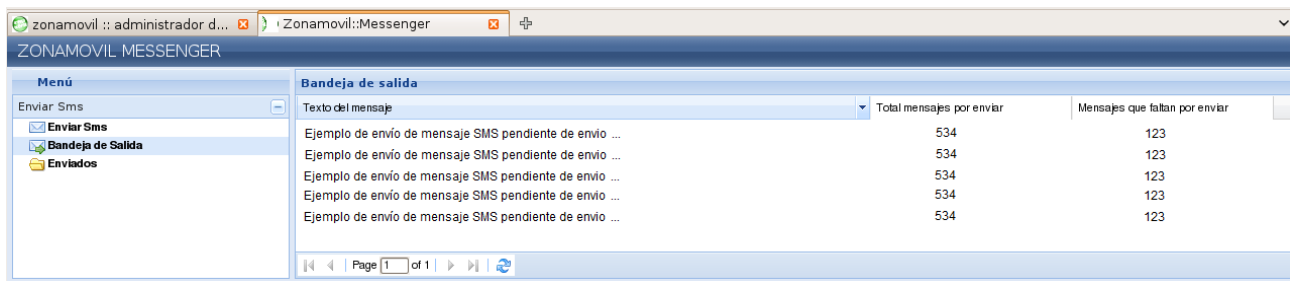 zonamovil :: administrador d... Zonamovil::Messenger
ZONAMOVIL MESSENGER
Menú
Enviar Sms
Enviar Sms
Bandeja de Salida
Enviados
Bandeja de salida
Texto del mensaje Total mensajes por enviar Mensajes que faltan por enviar
Ejemplo de envío de mensaje SMS pendiente de envio ... 534 123
Ejemplo de envío de mensaje SMS pendiente de envio ... 534 123
Ejemplo de envío de mensaje SMS pendiente de envio ... 534 123
Ejemplo de envío de mensaje SMS pendiente de envio ... 534 123
Ejemplo de envío de mensaje SMS pendiente de envio ... 534 123
Page 1 of 1